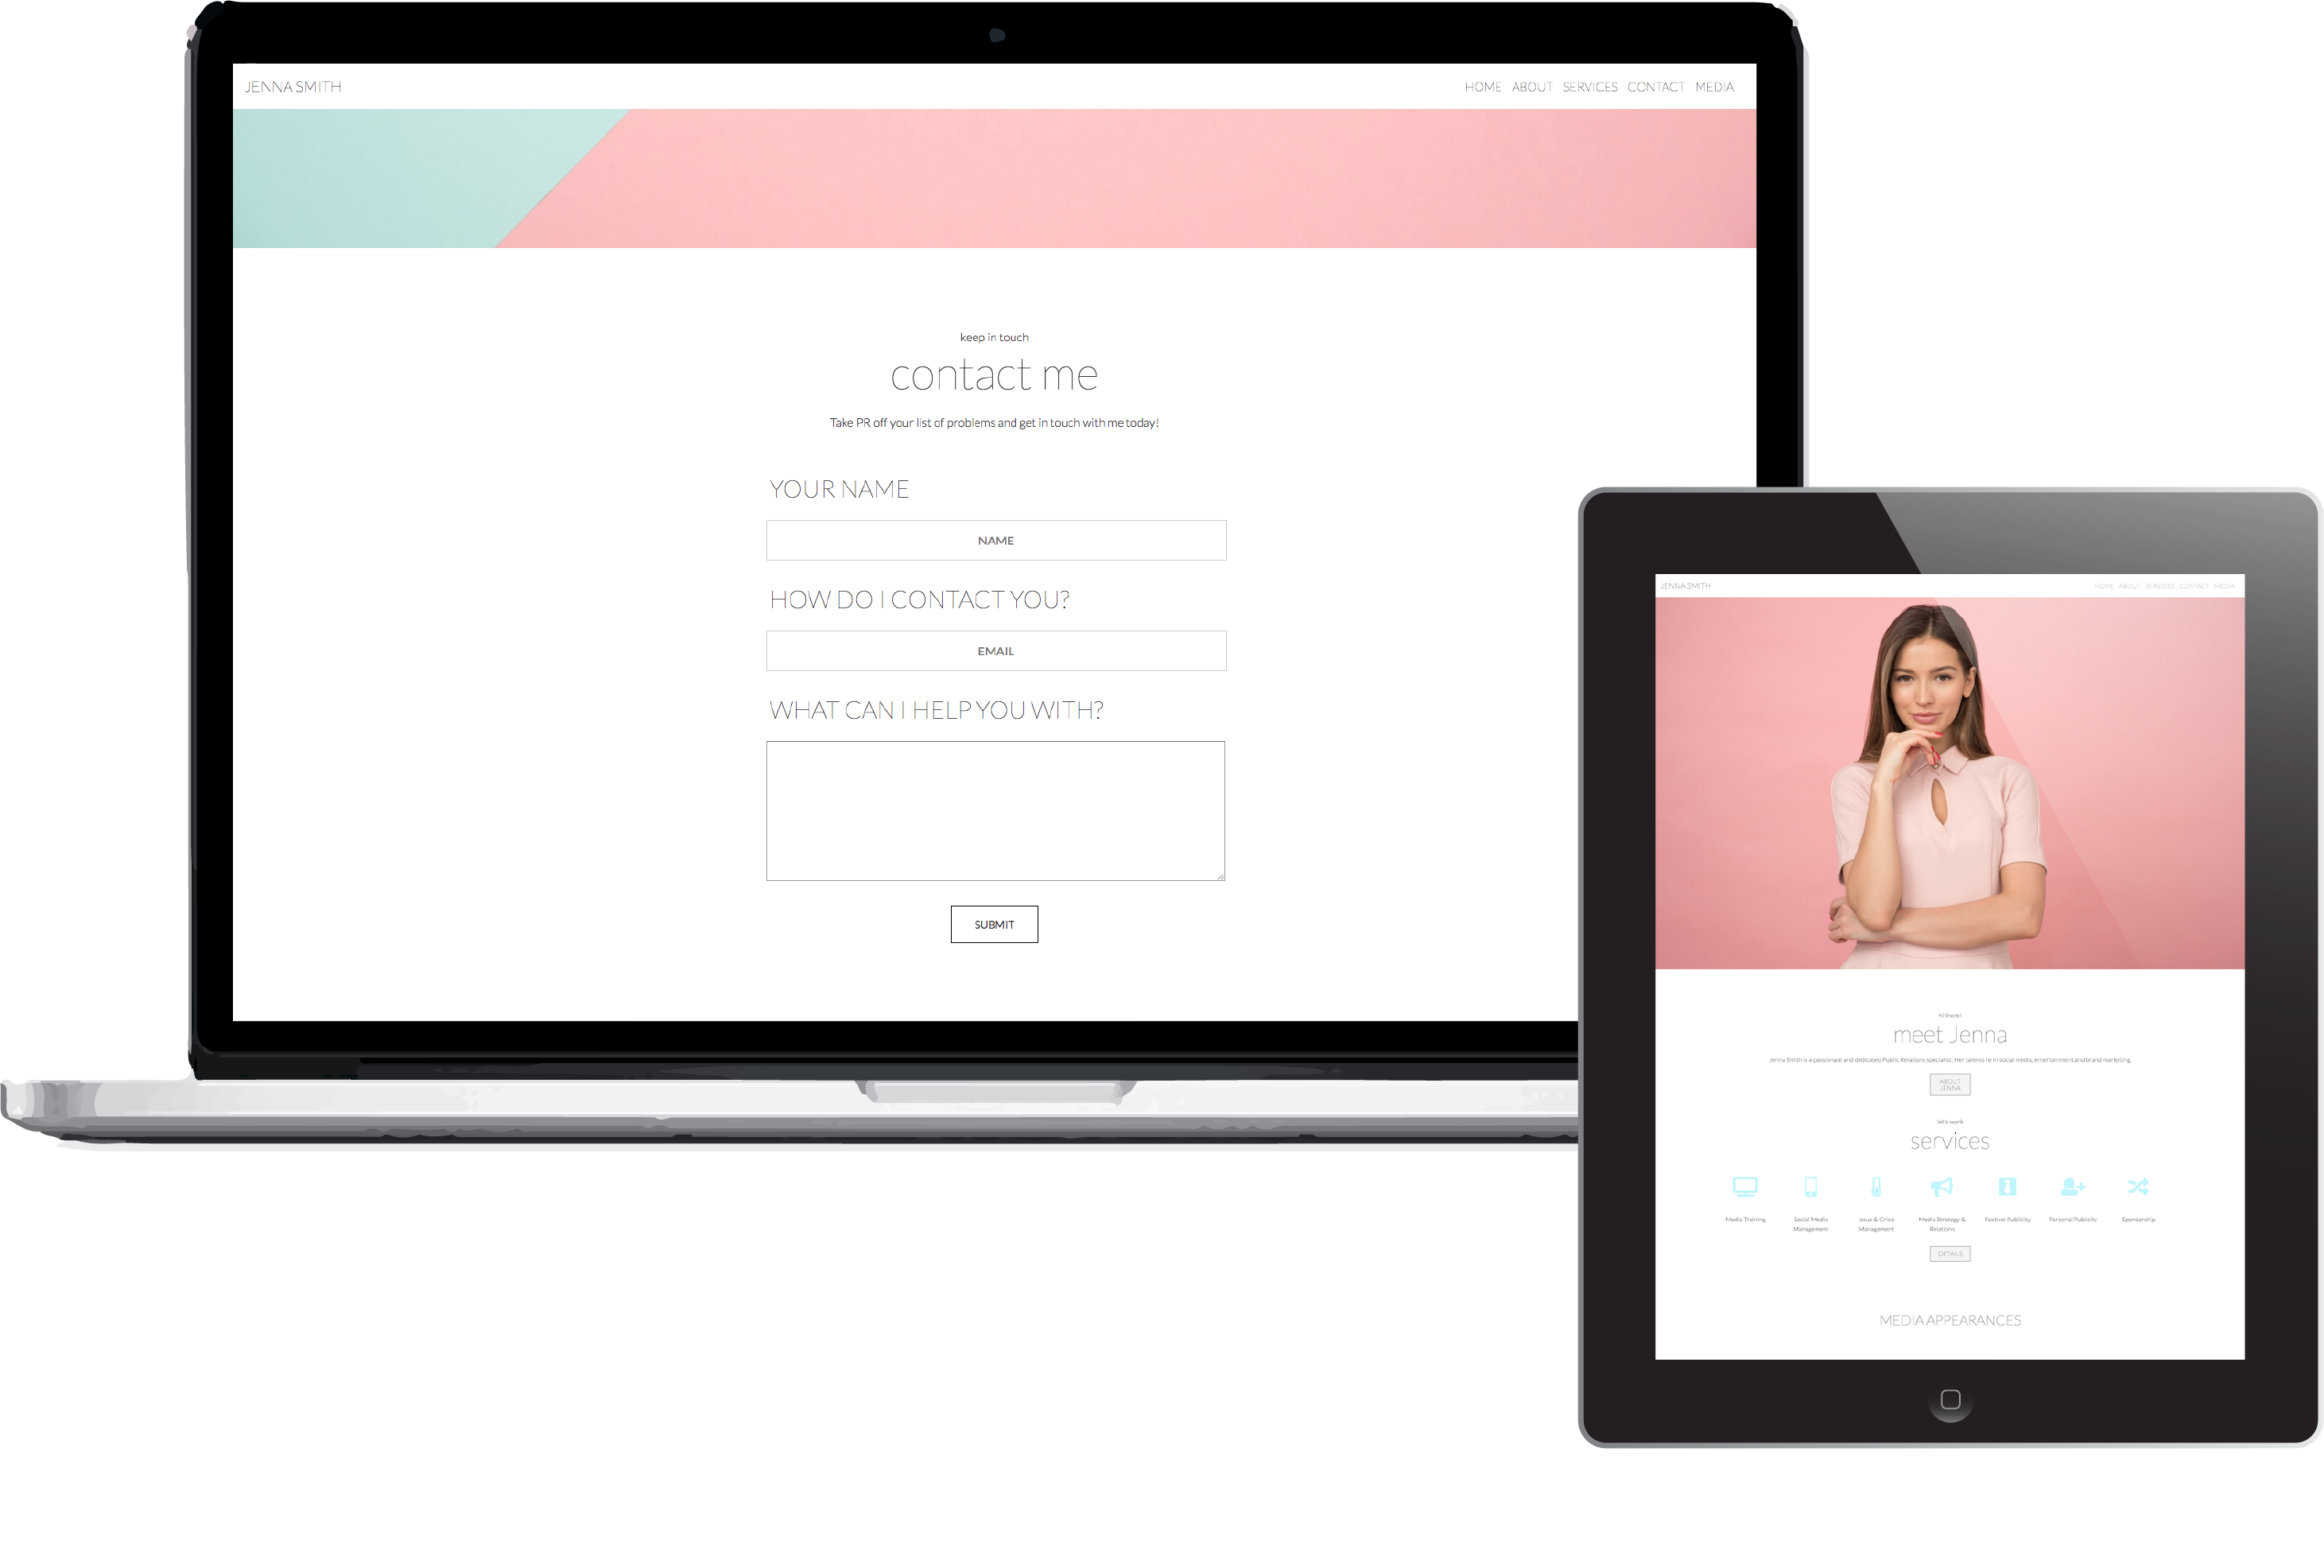 JENNA SMITH
HOME ABOUT SERVICES CONTACT MEDIA
keep in touch
contact me
Take PR off your list of problems and get in touch with me today!
YOUR NAME
NAME
HOW DO I CONTACT YOU?
EMAIL
WHAT CAN I HELP YOU WITH?
SUBMIT
JENNA SMITH
HOME ABOUT SERVICES CONTACT MEDIA
hi there!
meet Jenna
Jenna Smith is a passionate and dedicated Public Relations specialist. Her talents lie in social media, entertainment and brand marketing.
ABOUT
JENNA
let's work
services
Media Training
Social Media
Management
Issue & Crisis
Management
Media Strategy &
Relations
Festival Publicity
Personal Publicity
Sponsorship
DETAILS
MEDIA APPEARANCES